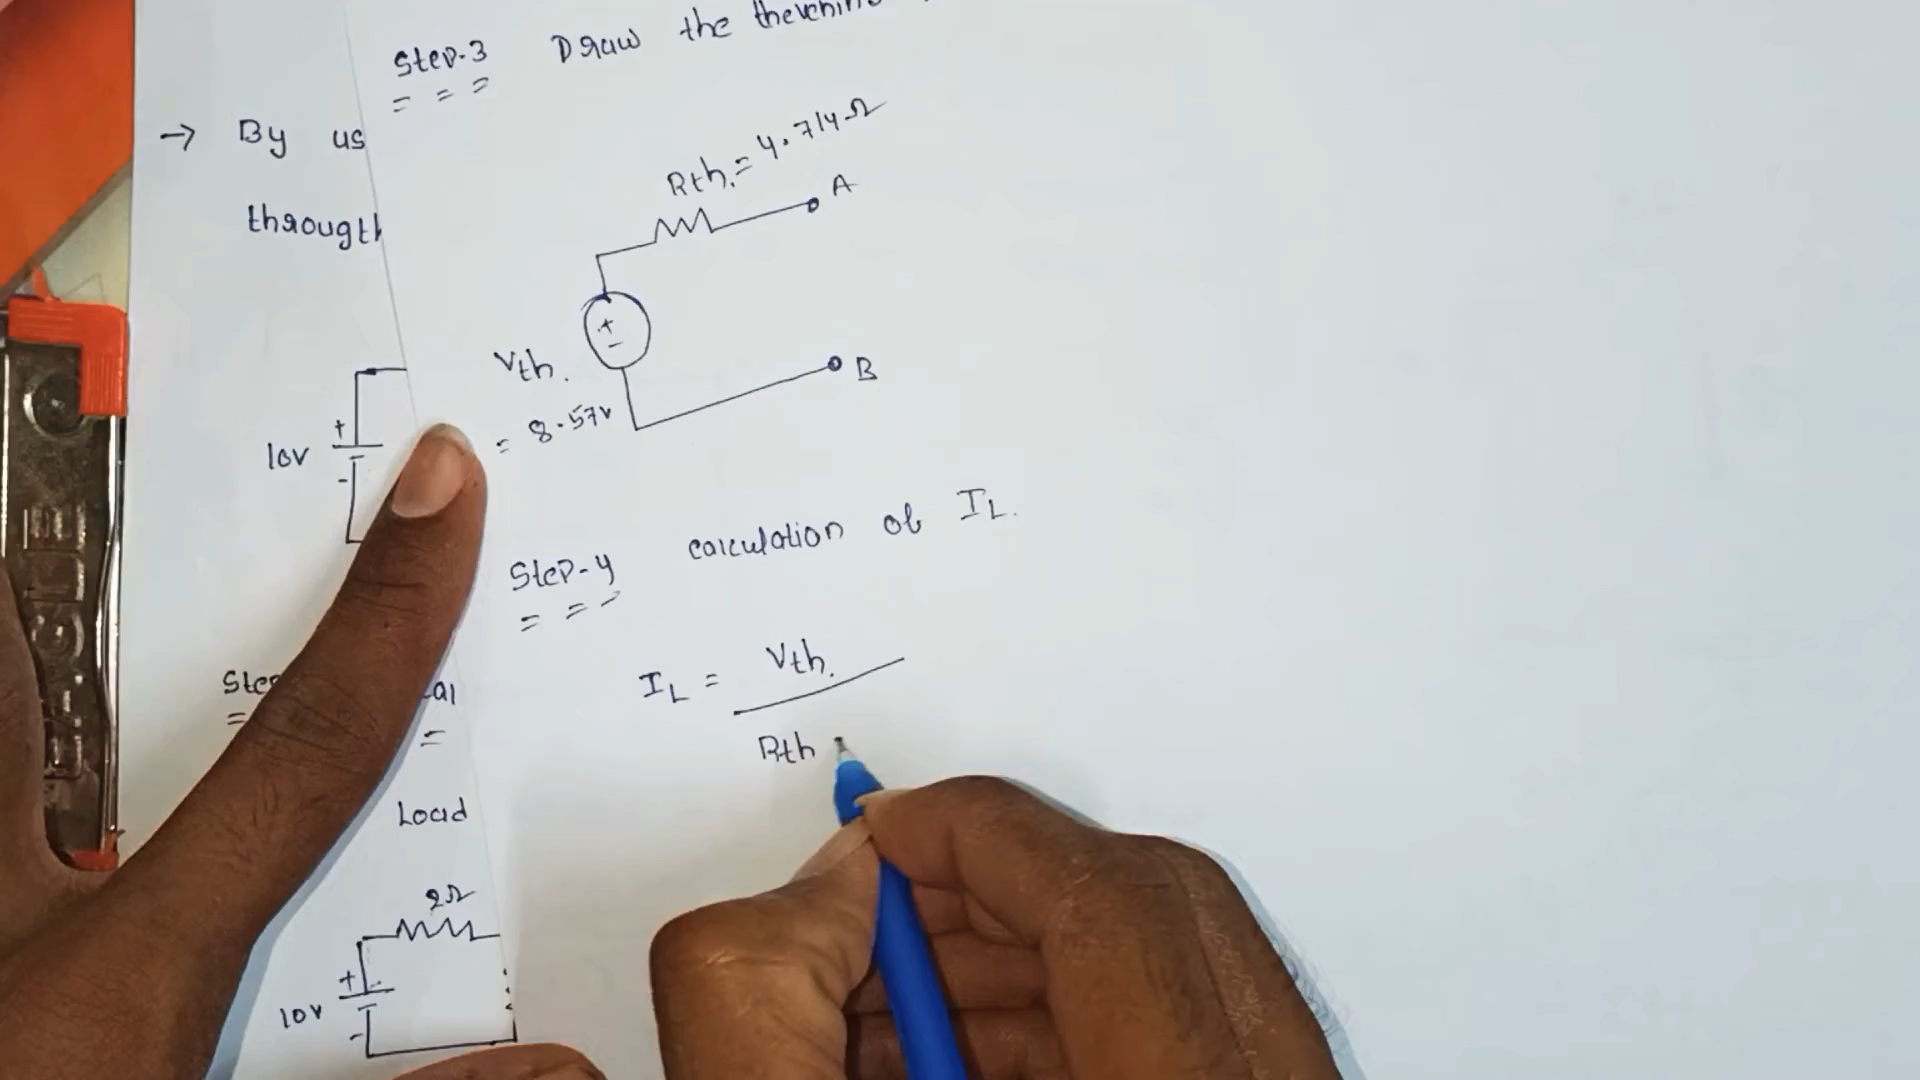 Step-3 Draw the
→ By us
Rth. = 4.714Ω
A
through
+
-
Vth.
= 8.57v
B
+
10v
-
Step-4 calculation of IL.
IL = Vth.
Rth
Load
2Ω
+
10v
-